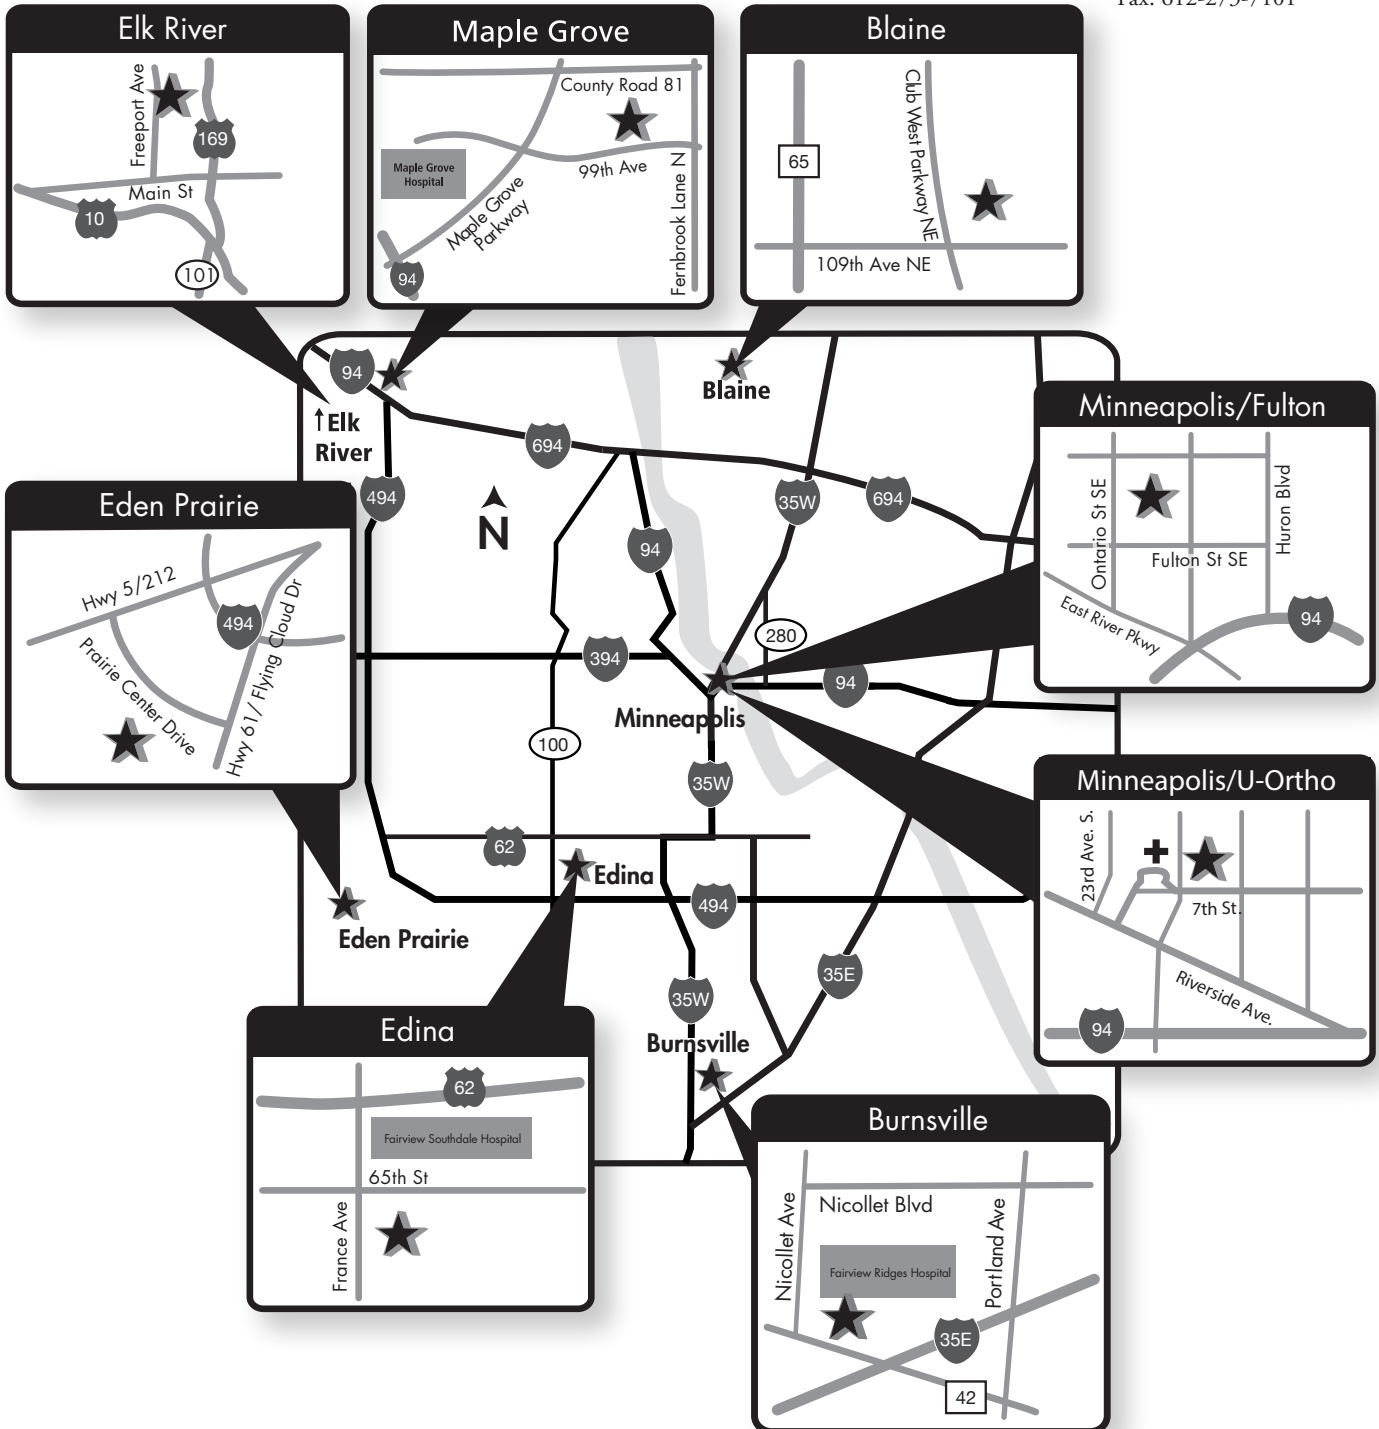 Fax: 612-273-7101
Elk River
Freeport Ave
169
Main St
10
101
Maple Grove
County Road 81
Maple Grove
Hospital
99th Ave
Maple Grove
Parkway
Fernbrook Lane N
94
Blaine
65
Club West Parkway NE
109th Ave NE
94
↑Elk
River
Blaine
694
494
N
35W
694
94
280
394
94
Minneapolis
100
35W
62
Edina
494
Eden Prairie
35E
35W
Burnsville
Minneapolis/Fulton
Ontario St SE
Huron Blvd
Fulton St SE
East River Pkwy
94
Eden Prairie
Hwy 5/212
494
Prairie Center Drive
Hwy 61/ Flying Cloud Dr
Minneapolis/U-Ortho
23rd Ave. S.
7th St.
Riverside Ave.
94
Edina
62
Fairview Southdale Hospital
65th St
France Ave
Burnsville
Nicollet Ave
Nicollet Blvd
Portland Ave
Fairview Ridges Hospital
35E
42